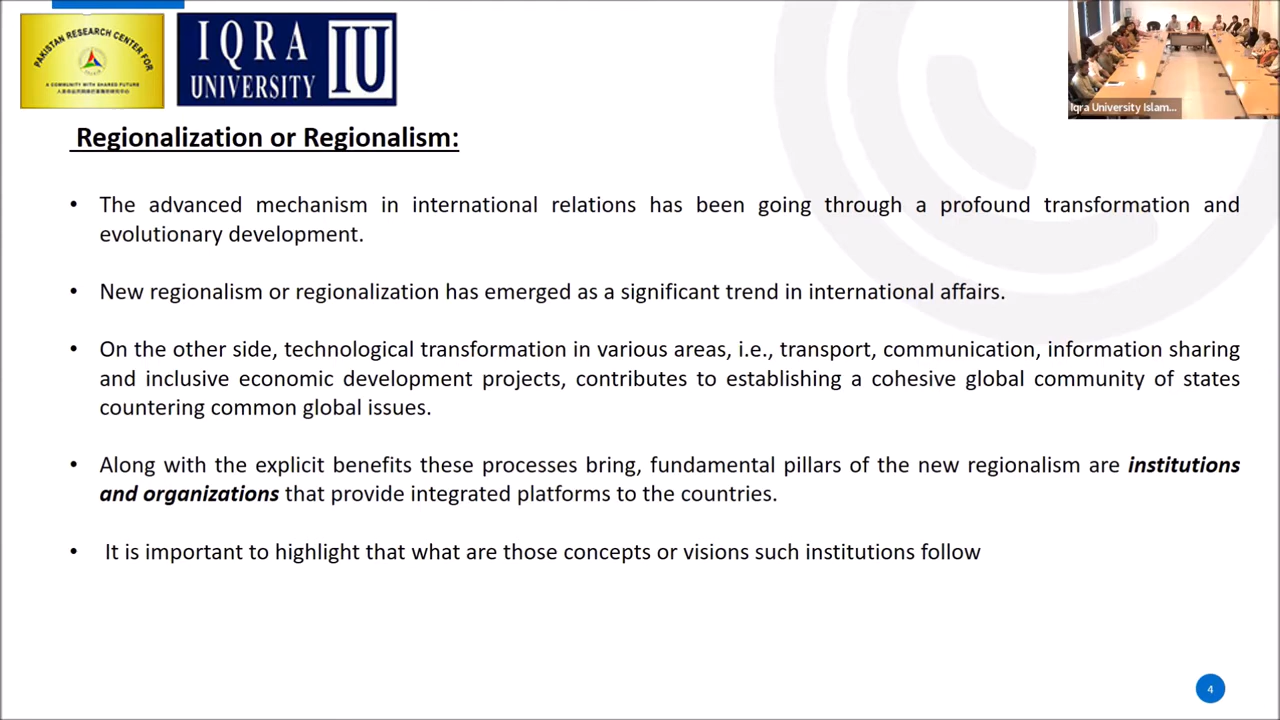 PAKISTAN RESEARCH CENTER FOR
A COMMUNITY WITH SHARED FUTURE
IQRA
UNIVERSITY
IU
Iqra University Islam...
Regionalization or Regionalism:
• The advanced mechanism in international relations has been going through a profound transformation and
evolutionary development.
• New regionalism or regionalization has emerged as a significant trend in international affairs.
• On the other side, technological transformation in various areas, i.e., transport, communication, information sharing
and inclusive economic development projects, contributes to establishing a cohesive global community of states
countering common global issues.
• Along with the explicit benefits these processes bring, fundamental pillars of the new regionalism are institutions
and organizations that provide integrated platforms to the countries.
• It is important to highlight that what are those concepts or visions such institutions follow
4